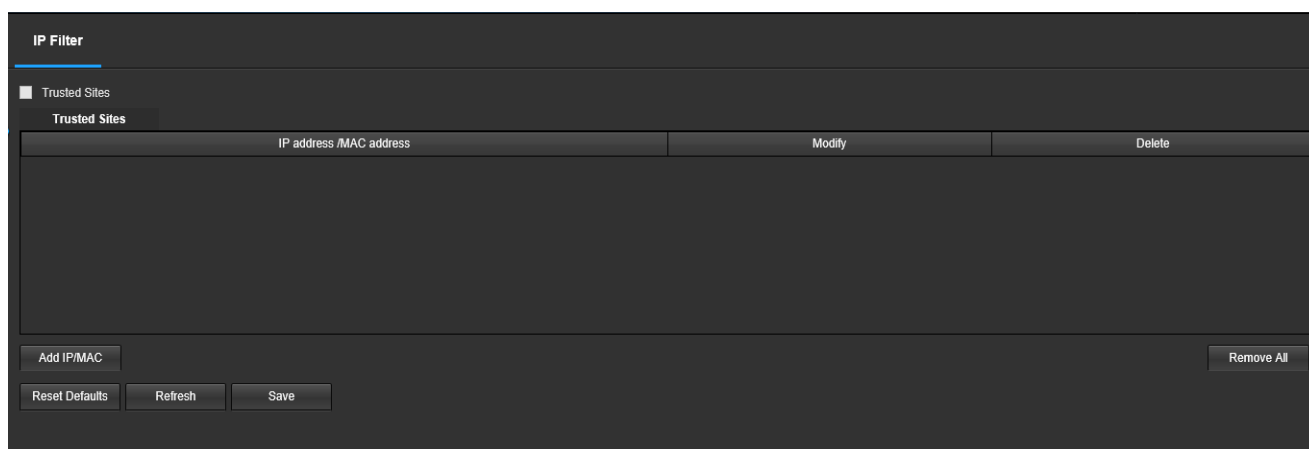 IP Filter
Trusted Sites
Trusted Sites
IP address /MAC address Modify Delete
Add IP/MAC Remove All
Reset Defaults Refresh Save